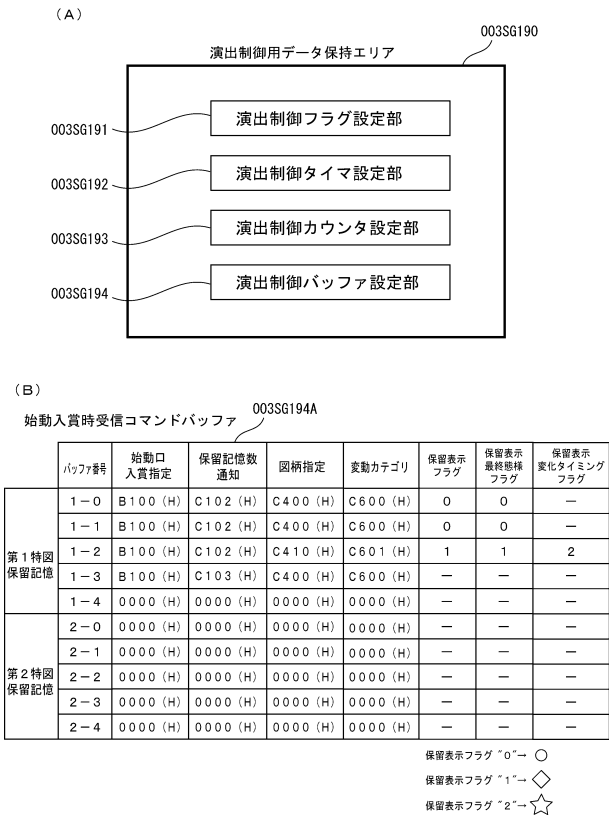 （A）
003SG190
演出制御用データ保持エリア
003SG191
演出制御フラグ設定部
003SG192
演出制御タイマ設定部
003SG193
演出制御カウンタ設定部
003SG194
演出制御バッファ設定部
（B）
003SG194A
始動入賞時受信コマンドバッファ
バッファ番号 始動口入賞指定 保留記憶数通知 図柄指定 変動カテゴリ 保留表示フラグ 保留表示最終態様フラグ 保留表示変化タイミングフラグ
第1特図保留記憶
1－0 B100（H） C102（H） C400（H） C600（H） 0 0 －
1－1 B100（H） C102（H） C400（H） C600（H） 0 0 －
1－2 B100（H） C102（H） C410（H） C601（H） 1 1 2
1－3 B100（H） C103（H） C400（H） C600（H） － － －
1－4 0000（H） 0000（H） 0000（H） 0000（H） － － －
第2特図保留記憶
2－0 0000（H） 0000（H） 0000（H） 0000（H） － － －
2－1 0000（H） 0000（H） 0000（H） 0000（H） － － －
2－2 0000（H） 0000（H） 0000（H） 0000（H） － － －
2－3 0000（H） 0000（H） 0000（H） 0000（H） － － －
2－4 0000（H） 0000（H） 0000（H） 0000（H） － － －
保留表示フラグ "0"→ ○
保留表示フラグ "1"→ ◇
保留表示フラグ "2"→ ☆